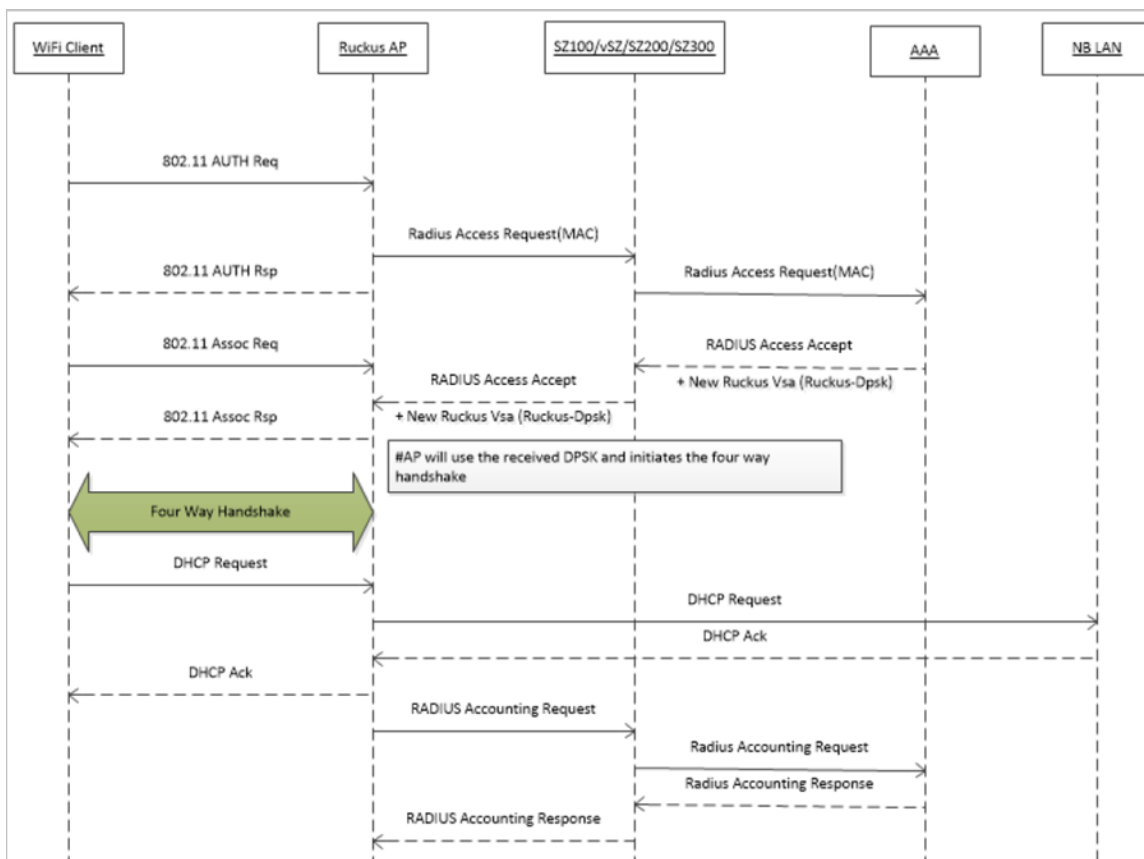 WiFi Client
Ruckus AP
SZ100/vSZ/SZ200/SZ300
AAA
NB LAN
802.11 AUTH Req
Radius Access Request(MAC)
802.11 AUTH Rsp
Radius Access Request(MAC)
802.11 Assoc Req
RADIUS Access Accept
RADIUS Access Accept
+ New Ruckus Vsa (Ruckus-Dpsk)
802.11 Assoc Rsp
+ New Ruckus Vsa (Ruckus-Dpsk)
#AP will use the received DPSK and initiates the four way
handshake
Four Way Handshake
DHCP Request
DHCP Request
DHCP Ack
DHCP Ack
RADIUS Accounting Request
Radius Accounting Request
Radius Accounting Response
RADIUS Accounting Response